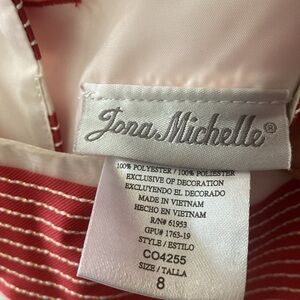 Jona Michelle®
100% POLYESTER / 100% POLIESTER
EXCLUSIVE OF DECORATION
EXCLUYENDO EL DECORADO
MADE IN VIETNAM
HECHO EN VIETNAM
R/N# 61953
GPU# 1763-19
STYLE / ESTILO
CO4255
SIZE / TALLA
8